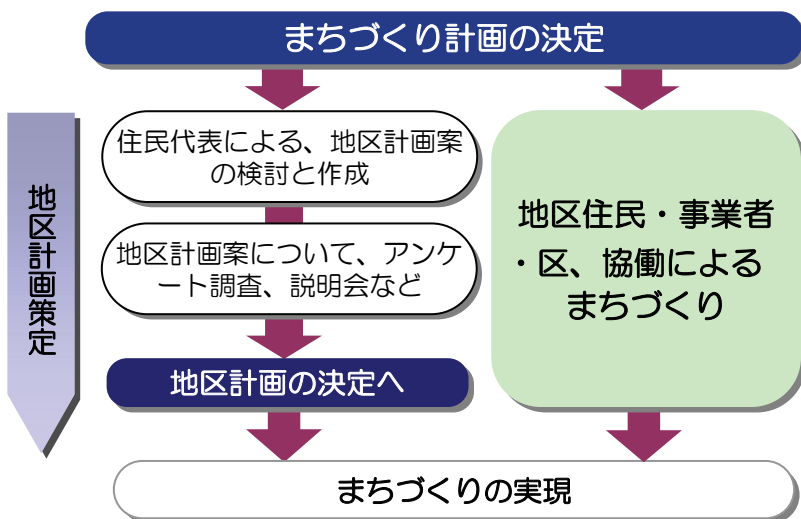 まちづくり計画の決定
地区計画策定
住民代表による、地区計画案
の検討と作成
地区計画案について、アンケ
ート調査、説明会など
地区計画の決定へ
地区住民・事業者
・区、協働による
まちづくり
まちづくりの実現